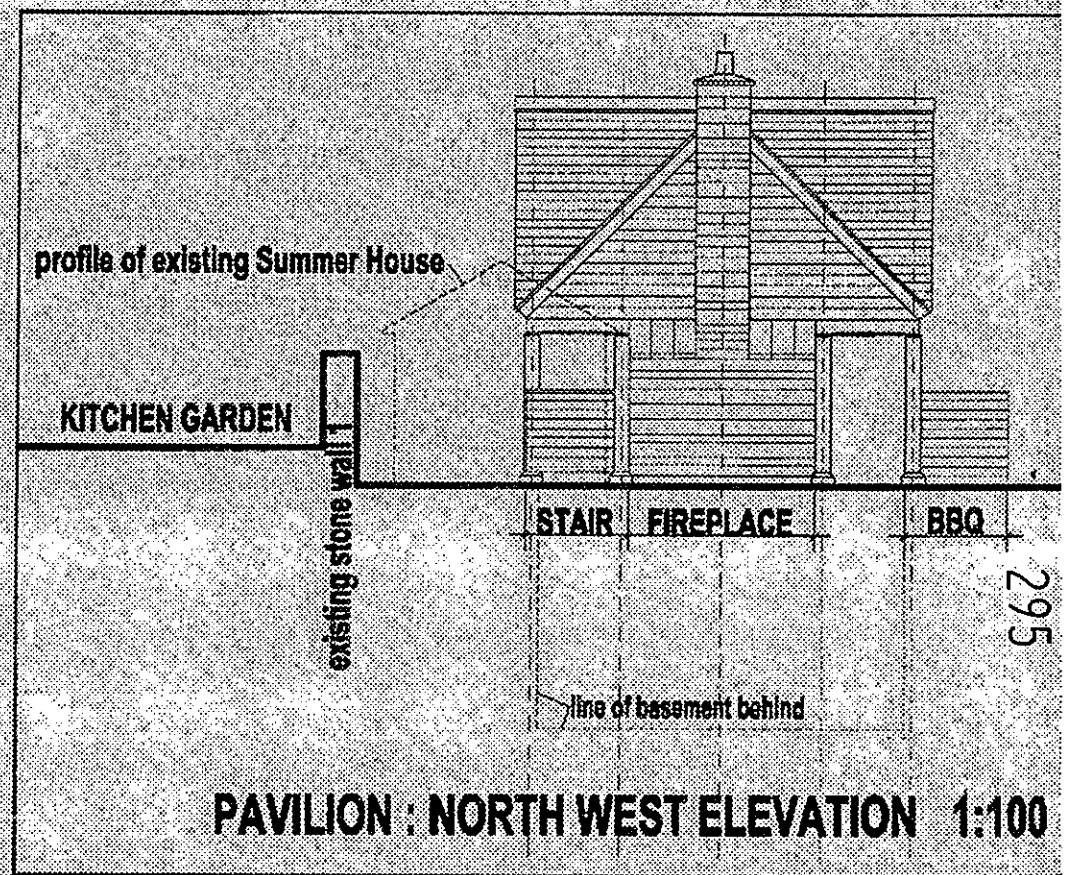 profile of existing Summer House
KITCHEN GARDEN
existing stone wall 1
STAIR FIREPLACE BBQ
295
line of basement behind
PAVILION : NORTH WEST ELEVATION 1:100